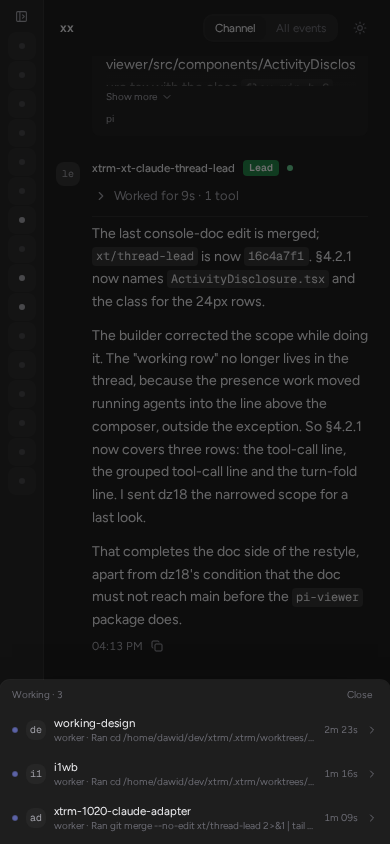 xx
Channel
All events
viewer/src/components/ActivityDisclos
Show more
pi
le
xtrm-xt-claude-thread-lead
Lead
Worked for 9s · 1 tool
The last console-doc edit is merged;
xt/thread-lead is now 16c4a7f1 . §4.2.1
now names ActivityDisclosure.tsx and
the class for the 24px rows.
The builder corrected the scope while doing
it. The "working row" no longer lives in the
thread, because the presence work moved
running agents into the line above the
composer, outside the exception. So §4.2.1
now covers three rows: the tool-call line,
the grouped tool-call line and the turn-fold
line. I sent dz18 the narrowed scope for a
last look.
That completes the doc side of the restyle,
apart from dz18's condition that the doc
must not reach main before the pi-viewer
package does.
04:13 PM
Working · 3
Close
de
working-design
2m 23s
worker · Ran cd /home/dawid/dev/xtrm/.xtrm/worktrees/...
i1
i1wb
1m 16s
worker · Ran cd /home/dawid/dev/xtrm/.xtrm/worktrees/...
ad
xtrm-1020-claude-adapter
1m 09s
worker · Ran git merge --no-edit xt/thread-lead 2>&1 | tail ...